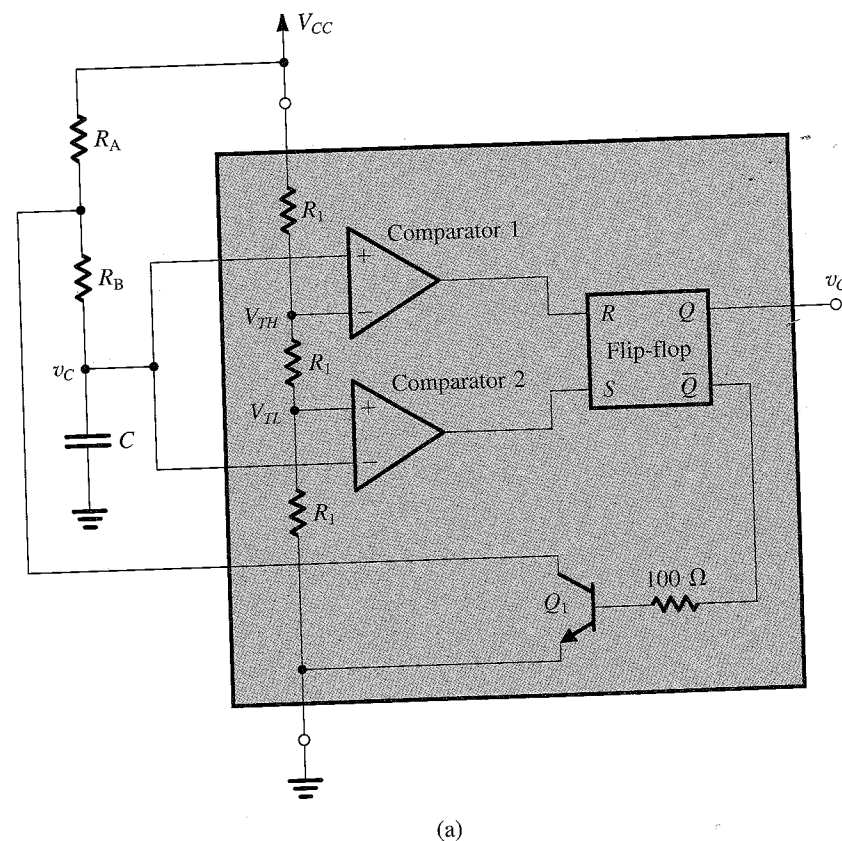 V_CC
R_A
R_1
Comparator 1
R_B
V_TH
R
Q
v_C
R_1
Flip-flop
Comparator 2
S
Q̅
V_TL
C
R_1
100 Ω
Q_1
+
−
+
−
(a)